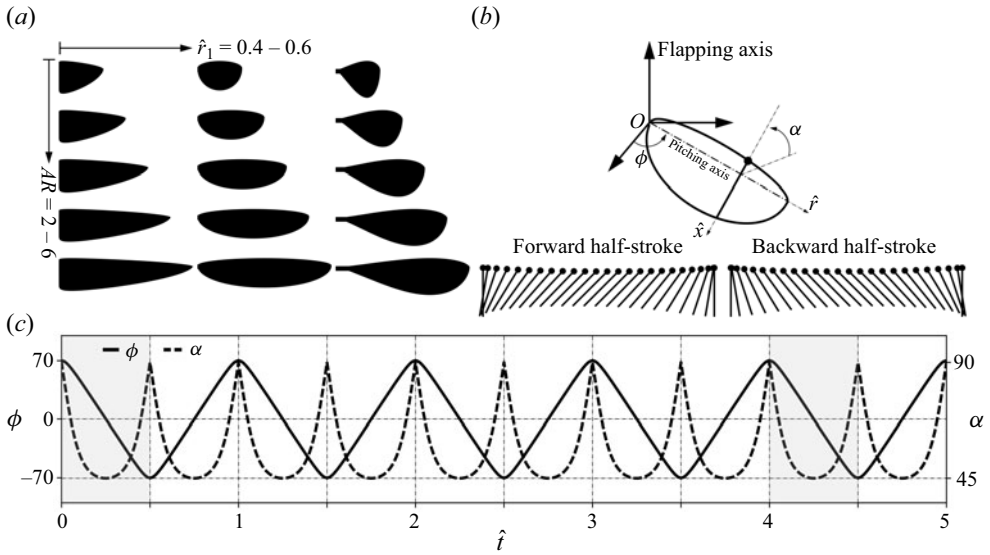 (a)
r̂₁ = 0.4 – 0.6
AR = 2 – 6
(b)
Flapping axis
O
ϕ
Pitching axis
α
r̂
x̂
Forward half-stroke
Backward half-stroke
(c)
ϕ
α
70
0
–70
ϕ
90
45
α
0
1
2
3
4
5
t̂